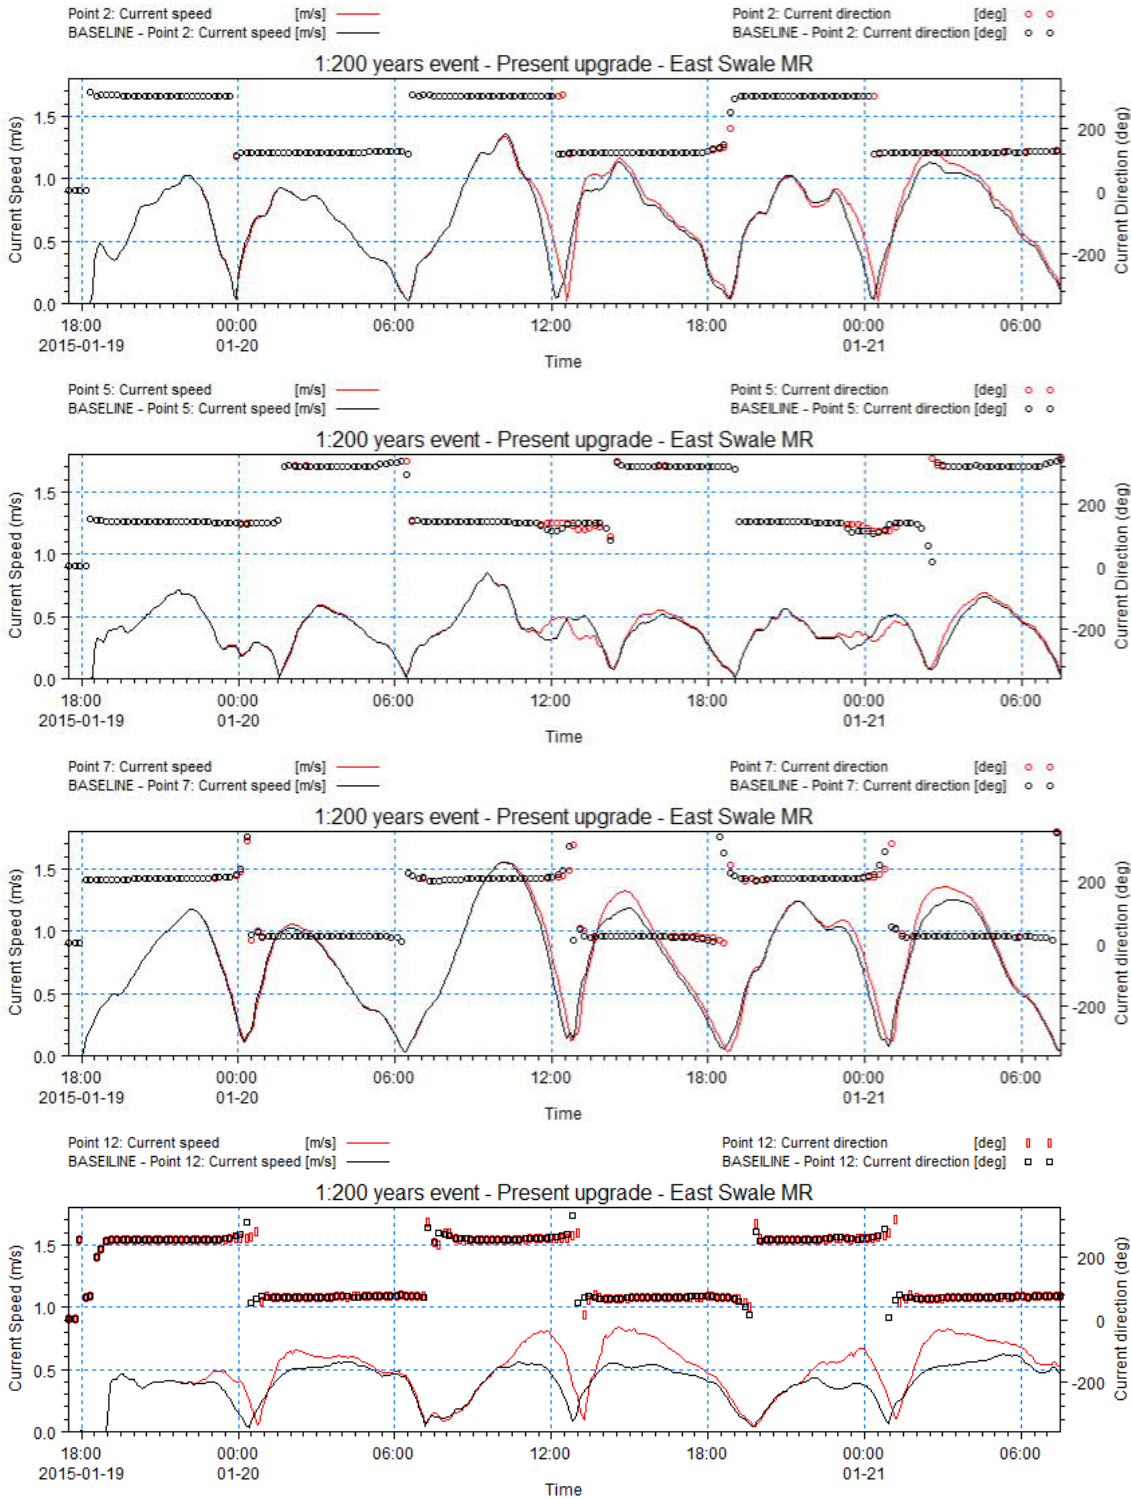 Point 2: Current speed [m/s] Point 2: Current direction [deg]
BASELINE - Point 2: Current speed [m/s] BASELINE - Point 2: Current direction [deg]
1:200 years event - Present upgrade - East Swale MR
Current Speed (m/s)
1.5
1.0
0.5
0.0
200
0
-200
Current Direction (deg)
18:00 00:00 06:00 12:00 18:00 00:00 06:00
2015-01-19 01-20 01-21
Time
Point 5: Current speed [m/s] Point 5: Current direction [deg]
BASELINE - Point 5: Current speed [m/s] BASEILINE - Point 5: Current direction [deg]
1:200 years event - Present upgrade - East Swale MR
Current Speed (m/s)
1.5
1.0
0.5
0.0
200
0
-200
Current Direction (deg)
18:00 00:00 06:00 12:00 18:00 00:00 06:00
2015-01-19 01-20 01-21
Time
Point 7: Current speed [m/s] Point 7: Current direction [deg]
BASELINE - Point 7: Current speed [m/s] BASEILINE - Point 7: Current direction [deg]
1:200 years event - Present upgrade - East Swale MR
Current Speed (m/s)
1.5
1.0
0.5
0.0
200
0
-200
Current direction (deg)
18:00 00:00 06:00 12:00 18:00 00:00 06:00
2015-01-19 01-20 01-21
Time
Point 12: Current speed [m/s] Point 12: Current direction [deg]
BASEILINE - Point 12: Current speed [m/s] BASEILINE - Point 12: Current direction [deg]
1:200 years event - Present upgrade - East Swale MR
Current Speed (m/s)
1.5
1.0
0.5
0.0
200
0
-200
Current direction (deg)
18:00 00:00 06:00 12:00 18:00 00:00 06:00
2015-01-19 01-20 01-21
Time